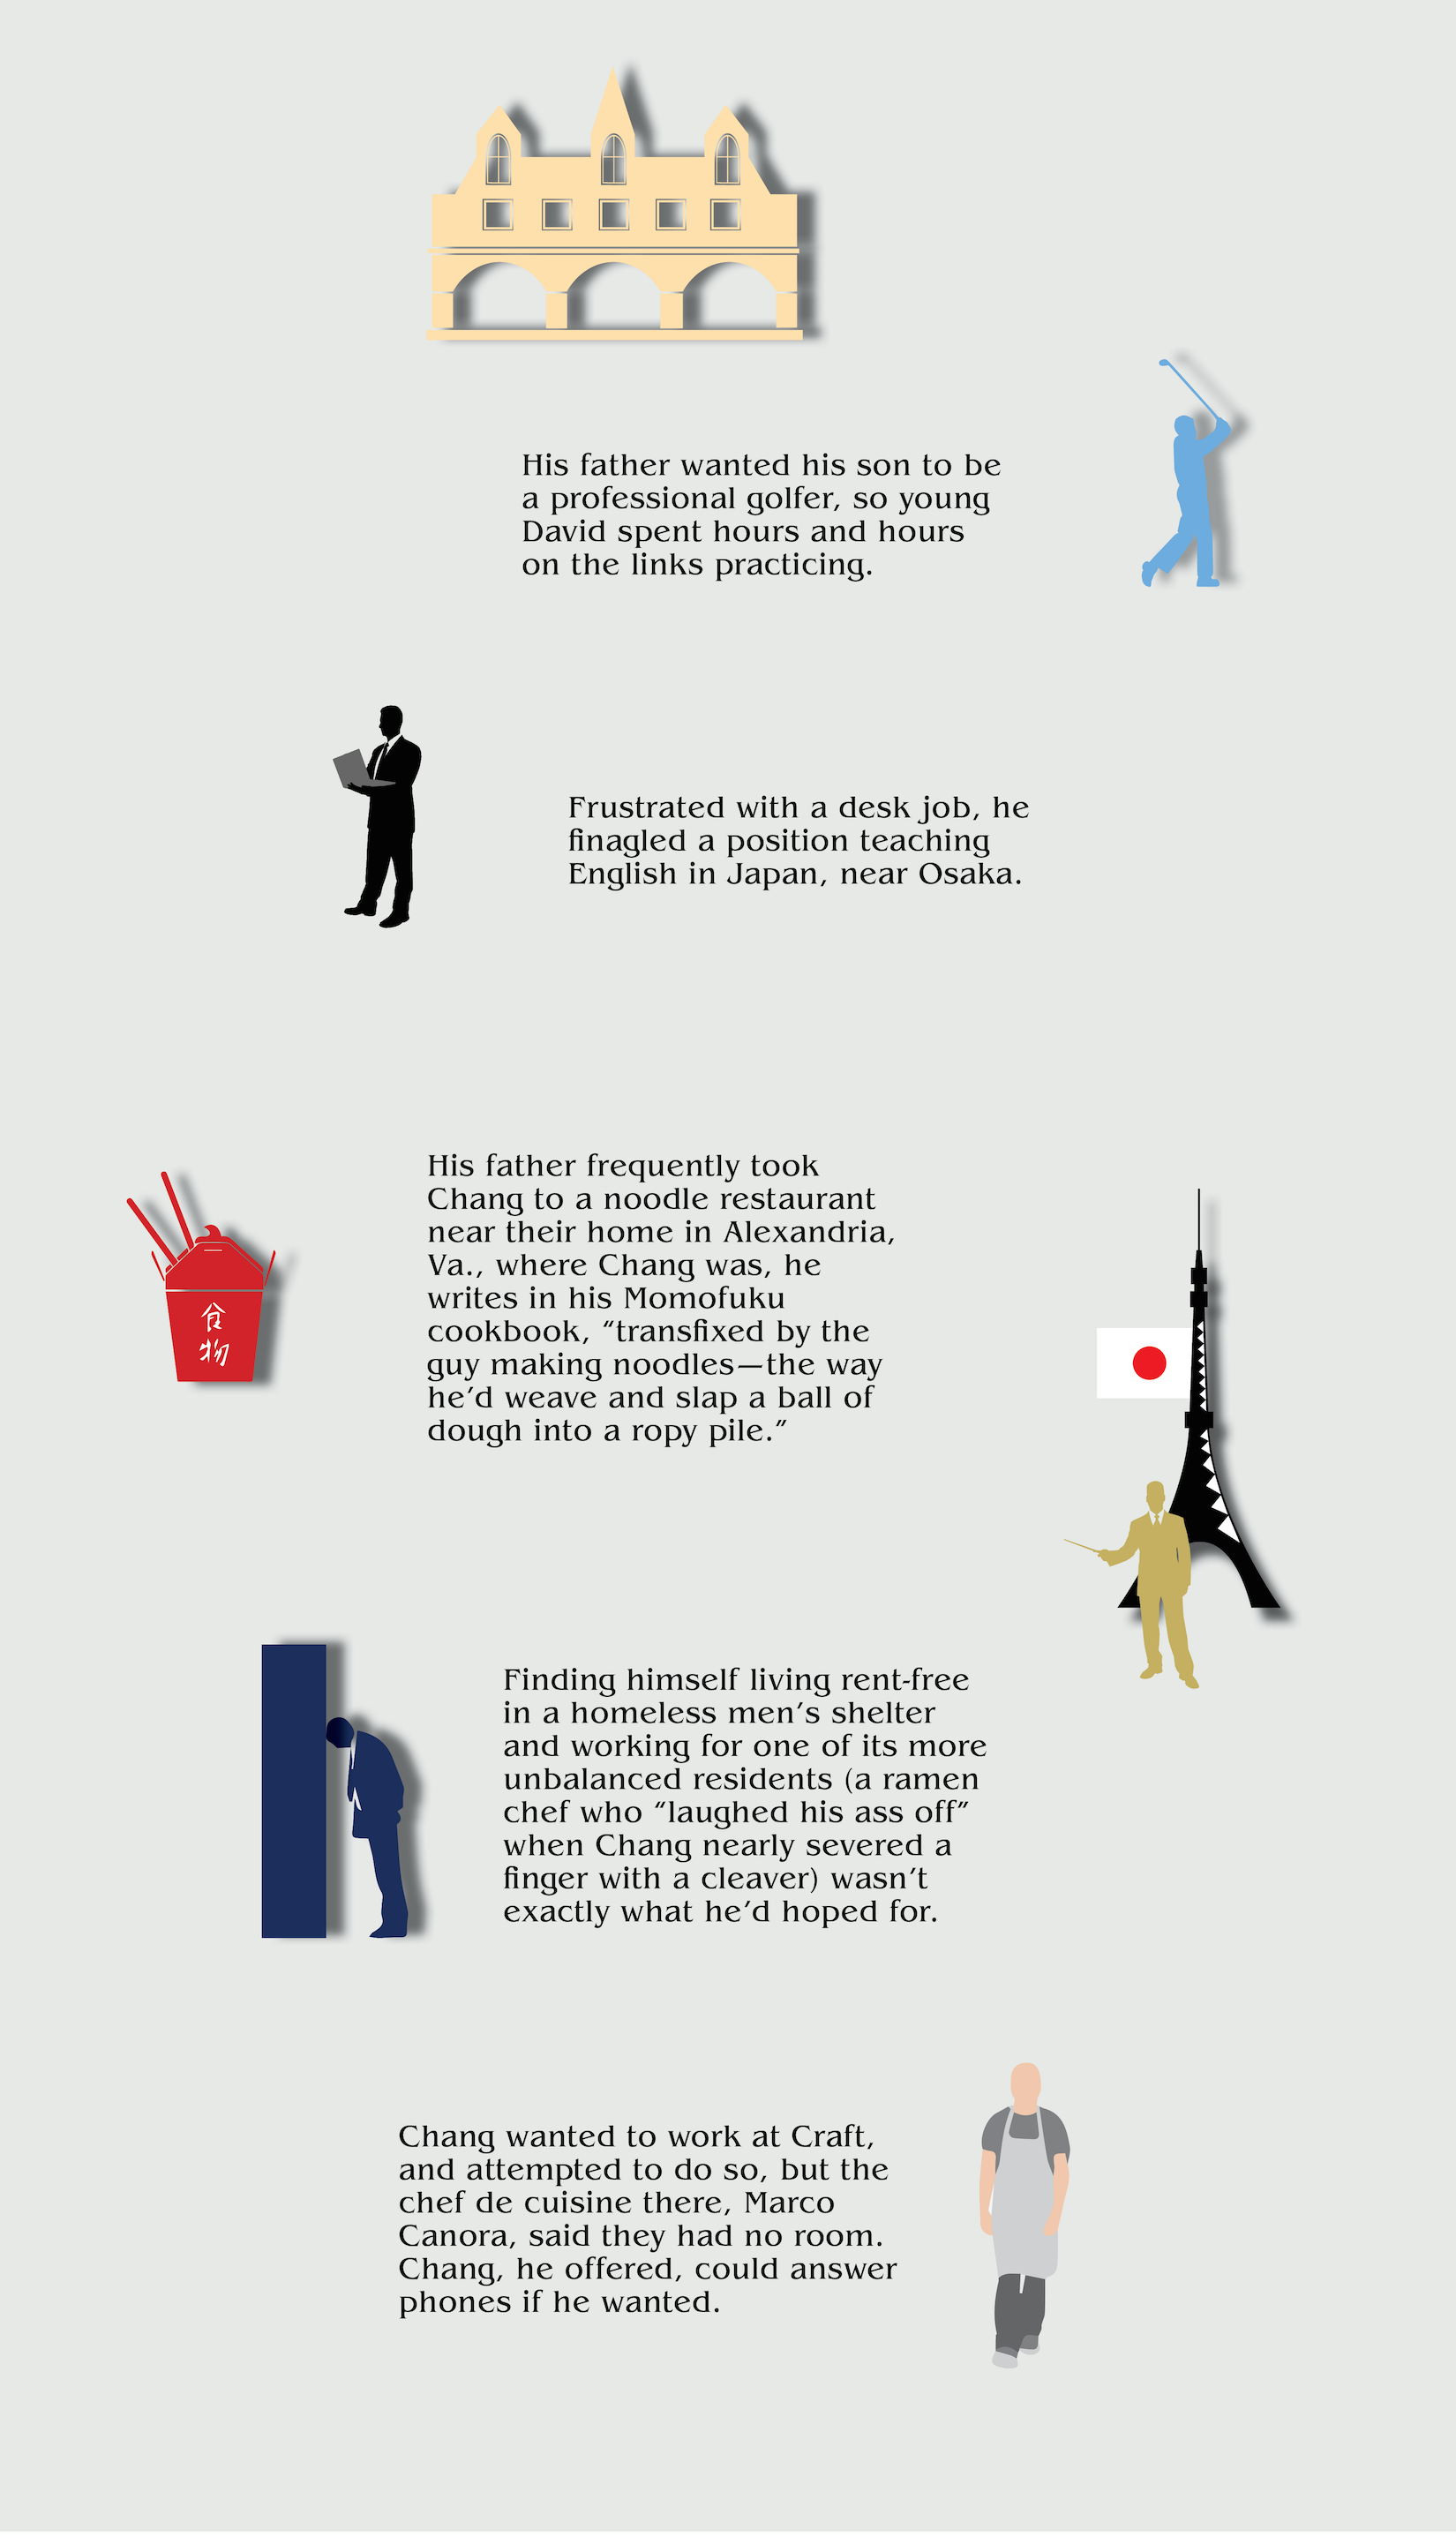 His father wanted his son to be
a professional golfer, so young
David spent hours and hours
on the links practicing.
Frustrated with a desk job, he
finagled a position teaching
English in Japan, near Osaka.
His father frequently took
Chang to a noodle restaurant
near their home in Alexandria,
Va., where Chang was, he
writes in his Momofuku
cookbook, “transfixed by the
guy making noodles—the way
he’d weave and slap a ball of
dough into a ropy pile.”
食
物
Finding himself living rent-free
in a homeless men’s shelter
and working for one of its more
unbalanced residents (a ramen
chef who “laughed his ass off”
when Chang nearly severed a
finger with a cleaver) wasn’t
exactly what he’d hoped for.
Chang wanted to work at Craft,
and attempted to do so, but the
chef de cuisine there, Marco
Canora, said they had no room.
Chang, he offered, could answer
phones if he wanted.